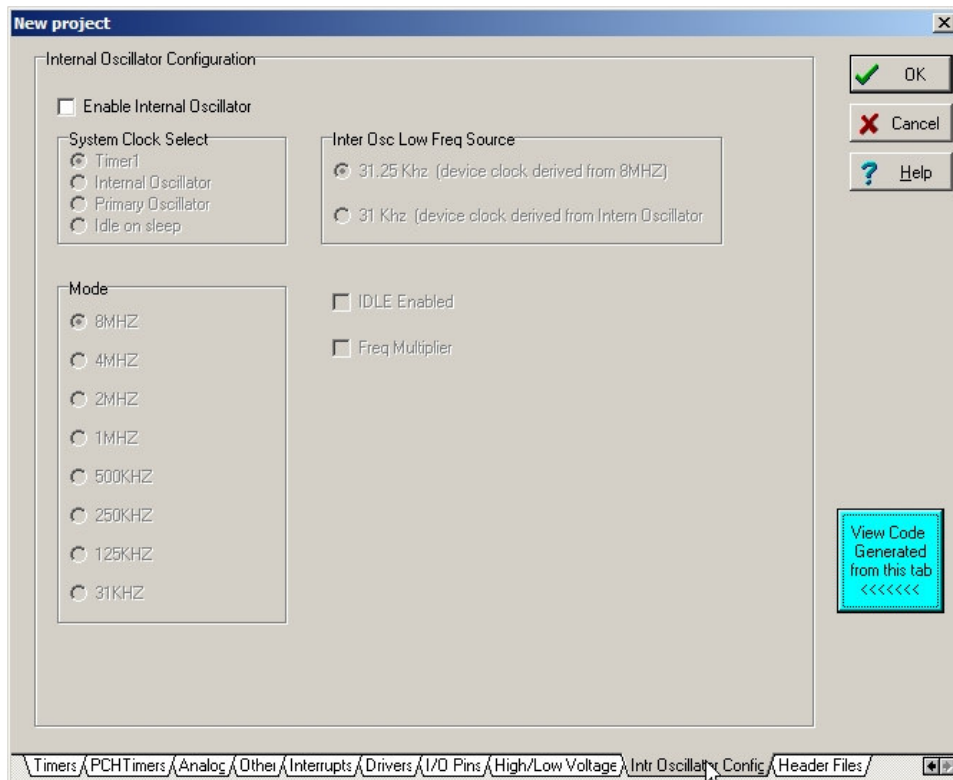 New project
Internal Oscillator Configuration
Enable Internal Oscillator
System Clock Select
Timer1
Internal Oscillator
Primary Oscillator
Idle on sleep
Inter Osc Low Freq Source
31.25 Khz (device clock derived from 8MHZ)
31 Khz (device clock derived from Intern Oscillator
Mode
8MHZ
4MHZ
2MHZ
1MHZ
500KHZ
250KHZ
125KHZ
31KHZ
IDLE Enabled
Freq Multiplier
OK
Cancel
Help
View Code
Generated
from this tab
<<<<<<<
Timers PCHTimers Analog Other Interrupts Drivers I/O Pins High/Low Voltage Intr Oscillator Config Header Files